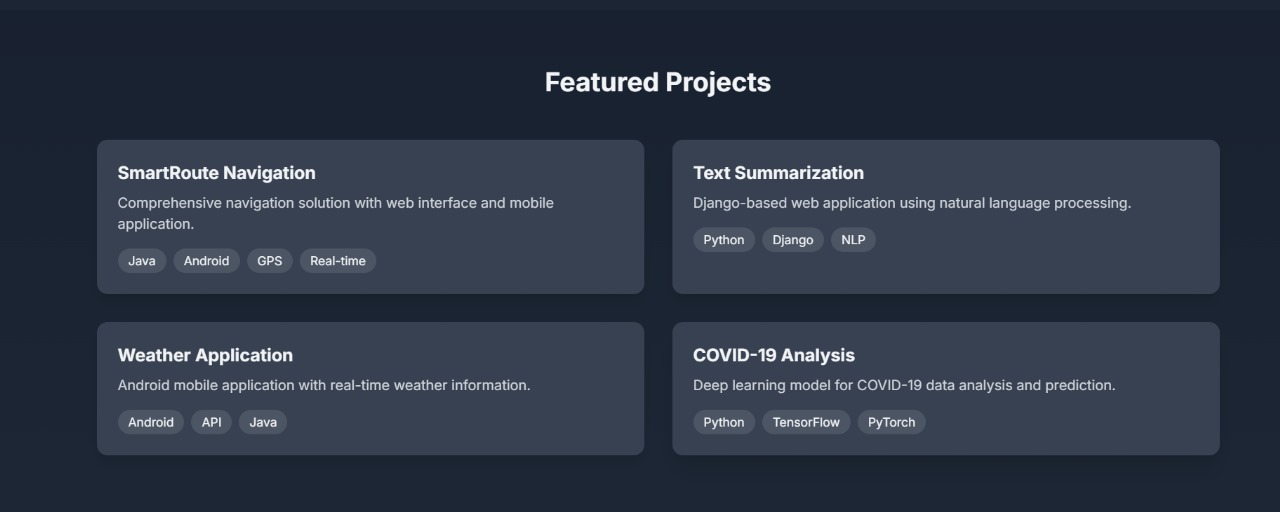 Featured Projects
SmartRoute Navigation
Comprehensive navigation solution with web interface and mobile
application.
Java Android GPS Real-time
Text Summarization
Django-based web application using natural language processing.
Python Django NLP
Weather Application
Android mobile application with real-time weather information.
Android API Java
COVID-19 Analysis
Deep learning model for COVID-19 data analysis and prediction.
Python TensorFlow PyTorch